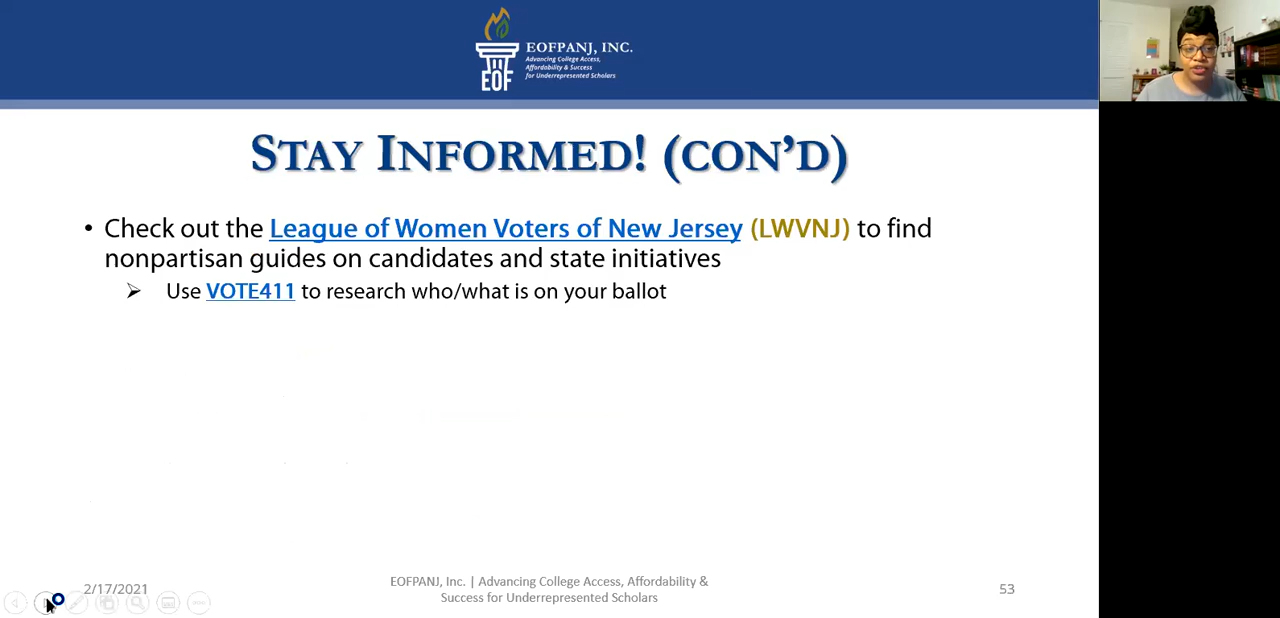 EOFPANJ, INC.
Advancing College Access,
Affordability & Success
for Underrepresented Scholars
EOF
STAY INFORMED! (CON’D)
• Check out the League of Women Voters of New Jersey (LWVNJ) to find
nonpartisan guides on candidates and state initiatives
➢ Use VOTE411 to research who/what is on your ballot
2/17/2021
EOFPANJ, Inc. | Advancing College Access, Affordability &
Success for Underrepresented Scholars
53